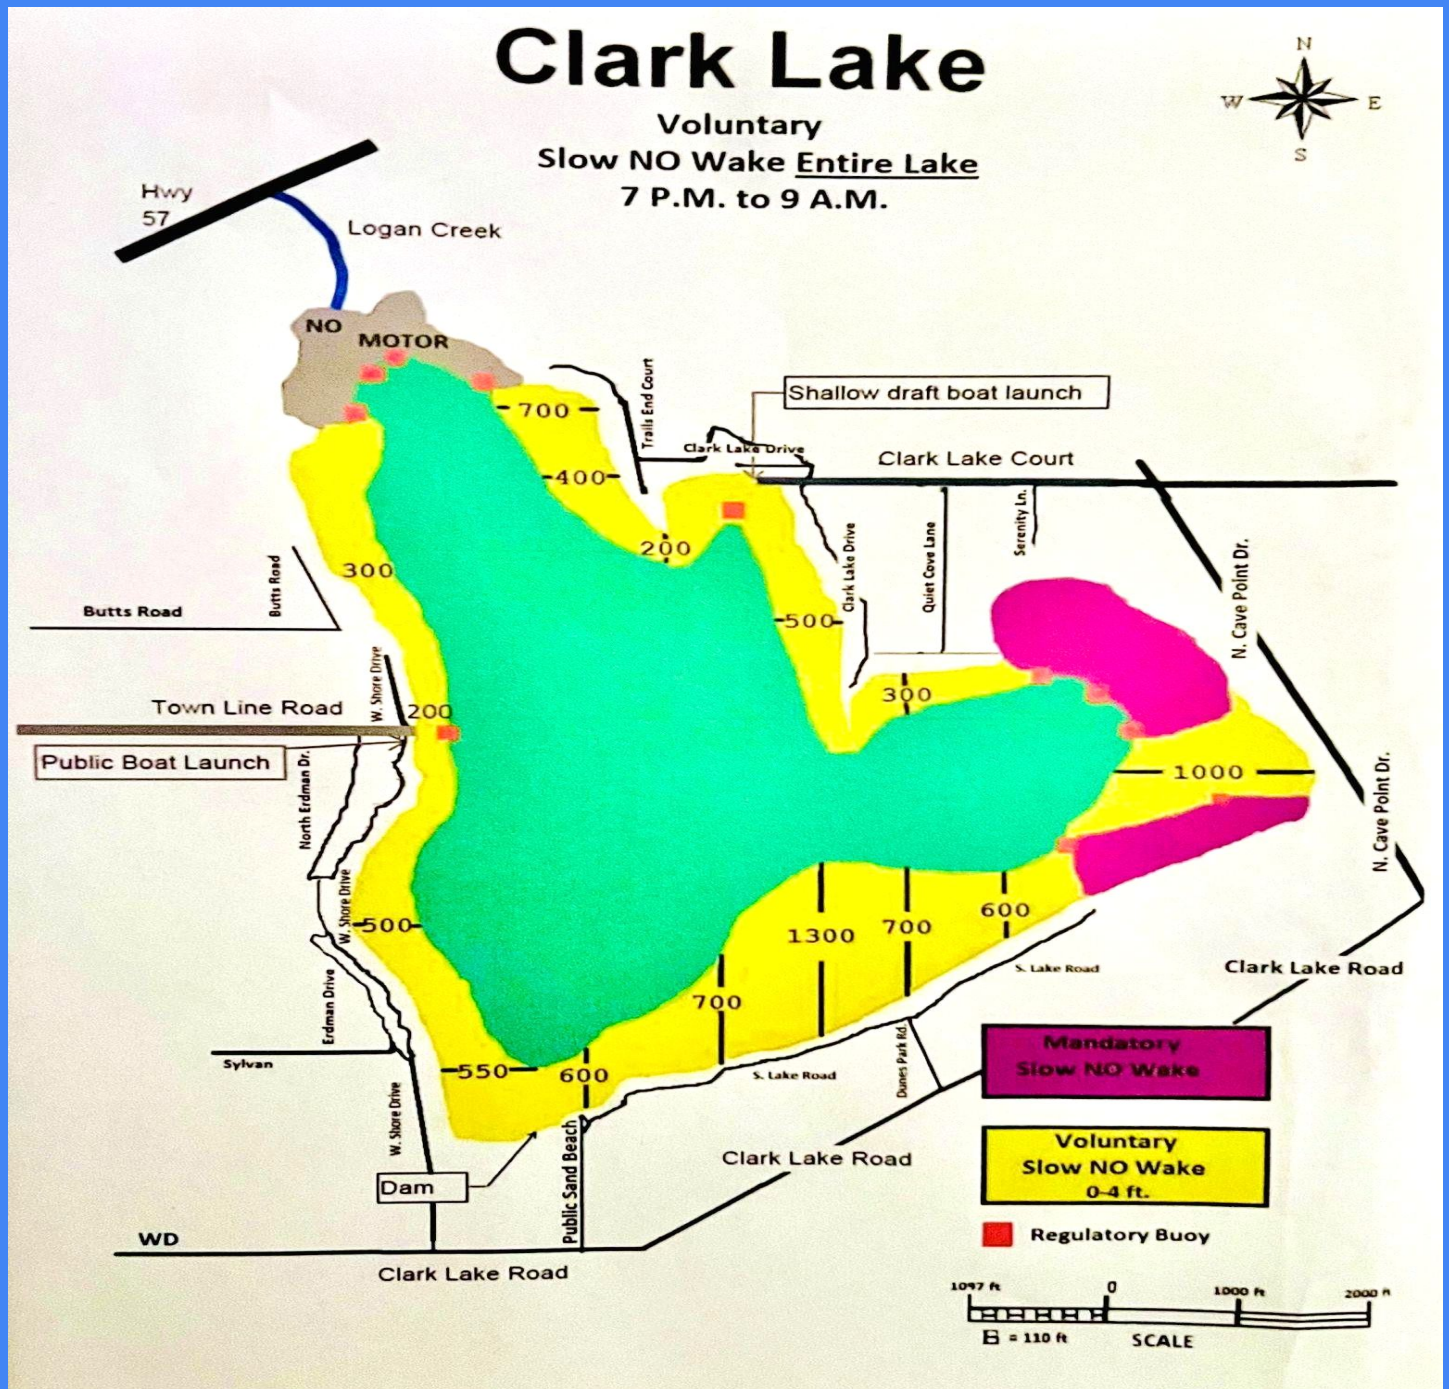 Clark Lake
Voluntary
Slow NO Wake Entire Lake
7 P.M. to 9 A.M.
N
W
E
S
Hwy
57
Logan Creek
NO
MOTOR
700
Trails End Court
Shallow draft boat launch
Clark Lake Drive
Clark Lake Court
400
200
Clark Lake Drive
Quiet Cove Lane
Serenity Ln.
N. Cave Point Dr.
300
Butts Road
Butts Road
500
W. Shore Drive
300
Town Line Road
200
Public Boat Launch
North Erdman Dr.
1000
N. Cave Point Dr.
W. Shore Drive
500
1300
700
600
S. Lake Road
Clark Lake Road
Erdman Drive
700
Sylvan
550
600
S. Lake Road
Dunes Park Rd.
Mandatory
Slow NO Wake
W. Shore Drive
Public Sand Beach
Clark Lake Road
Dam
Voluntary
Slow NO Wake
0-4 ft.
Regulatory Buoy
WD
Clark Lake Road
1097 ft
0
1000 ft
2000 ft
= 110 ft
SCALE